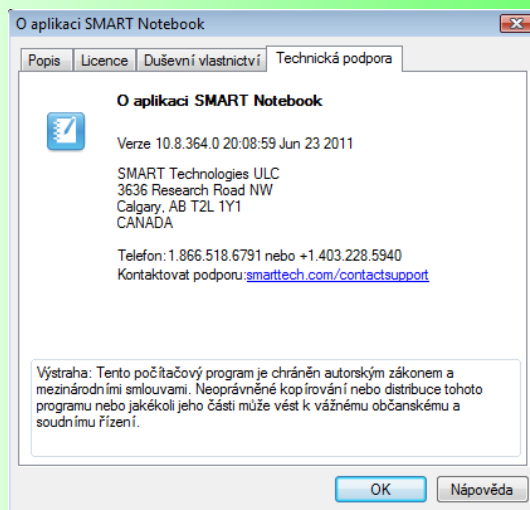 O aplikaci SMART Notebook
Popis Licence Duševní vlastnictví Technická podpora
O aplikaci SMART Notebook
Verze 10.8.364.0 20:08:59 Jun 23 2011
SMART Technologies ULC
3636 Research Road NW
Calgary, AB T2L 1Y1
CANADA
Telefon: 1.866.518.6791 nebo +1.403.228.5940
Kontaktovat podporu:smarttech.com/contactsupport
Výstraha: Tento počítačový program je chráněn autorským zákonem a
mezinárodními smlouvami. Neoprávněné kopírování nebo distribuce tohoto
programu nebo jakékoli jeho části může vést k vážnému občanskému a
soudnímu řízení.
OK Nápověda